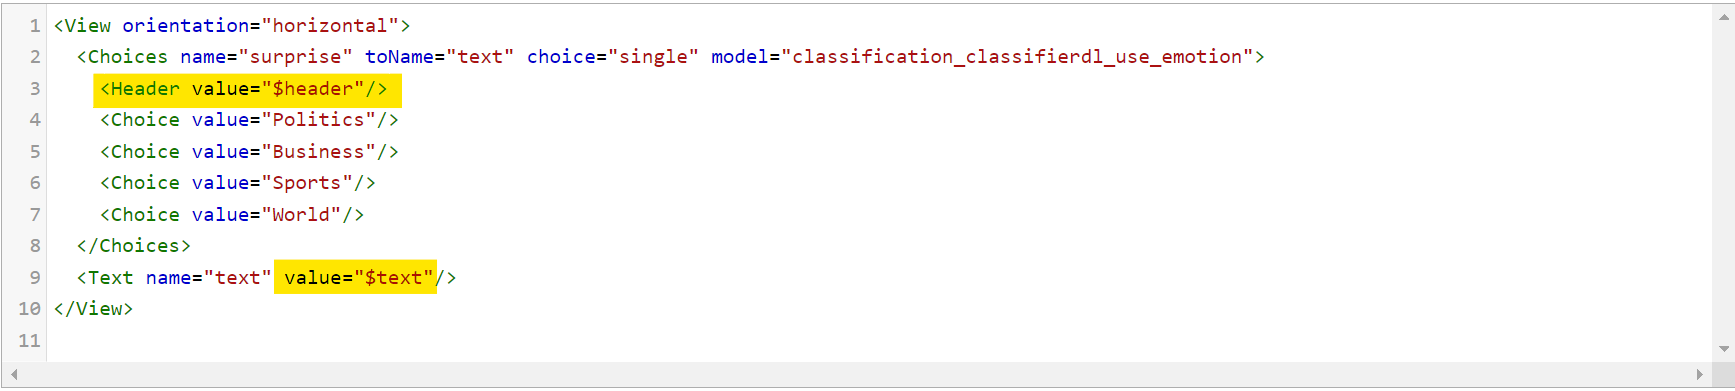 1 <View orientation="horizontal">
2 <Choices name="surprise" toName="text" choice="single" model="classification_classifierdl_use_emotion">
3 <Header value="$header"/>
4 <Choice value="Politics"/>
5 <Choice value="Business"/>
6 <Choice value="Sports"/>
7 <Choice value="World"/>
8 </Choices>
9 <Text name="text" value="$text"/>
10 </View>
11